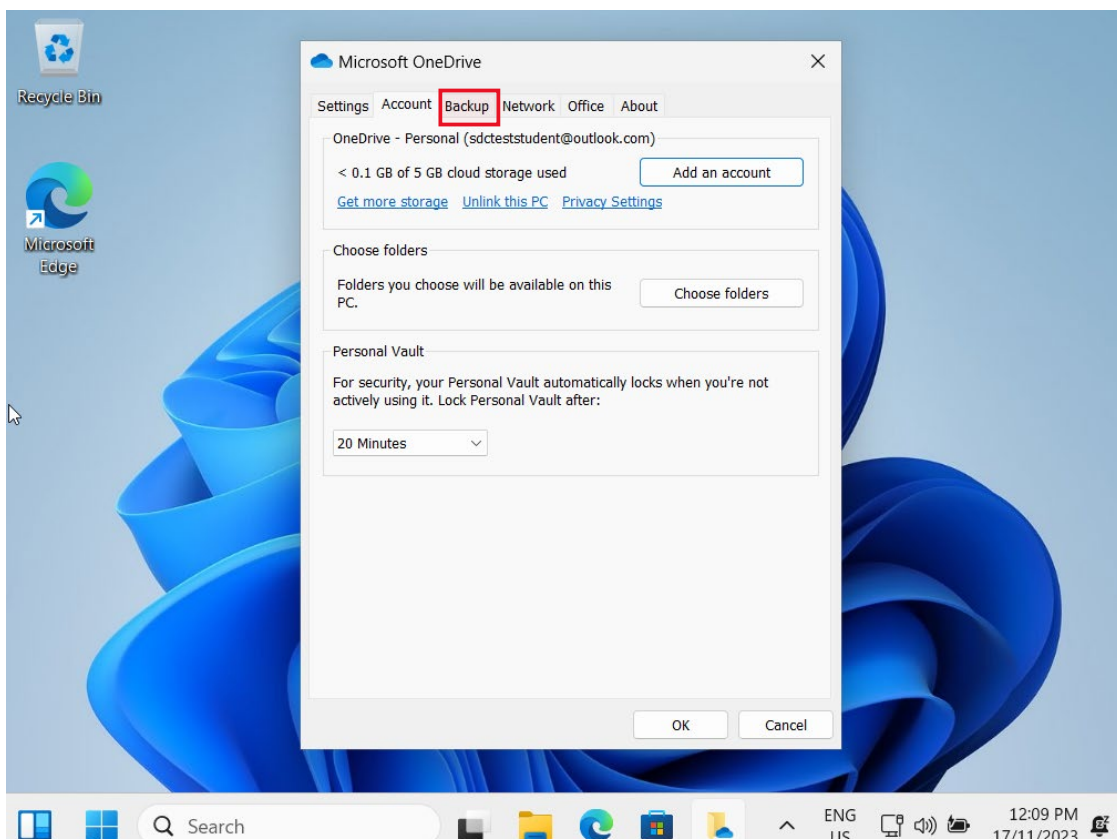 Recycle Bin
Microsoft
Edge
Microsoft OneDrive
Settings Account Backup Network Office About
OneDrive - Personal (sdcteststudent@outlook.com)
< 0.1 GB of 5 GB cloud storage used
Add an account
Get more storage Unlink this PC Privacy Settings
Choose folders
Folders you choose will be available on this
PC.
Choose folders
Personal Vault
For security, your Personal Vault automatically locks when you're not
actively using it. Lock Personal Vault after:
20 Minutes
OK Cancel
Search
ENG
US
12:09 PM
17/11/2023